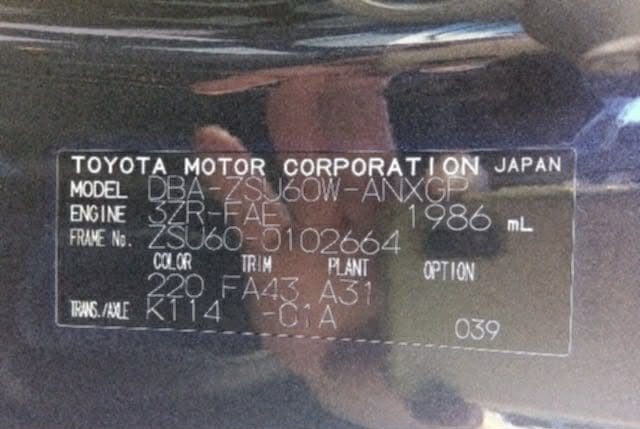 TOYOTA MOTOR CORPORATION JAPAN
MODEL DBA-ZSU60W-ANXGP
ENGINE 3ZR-FAE 1986 mL
FRAME No. ZSU60-0102664
COLOR TRIM PLANT OPTION
220 FA43 A31
TRANS./AXLE K114 -01A 039